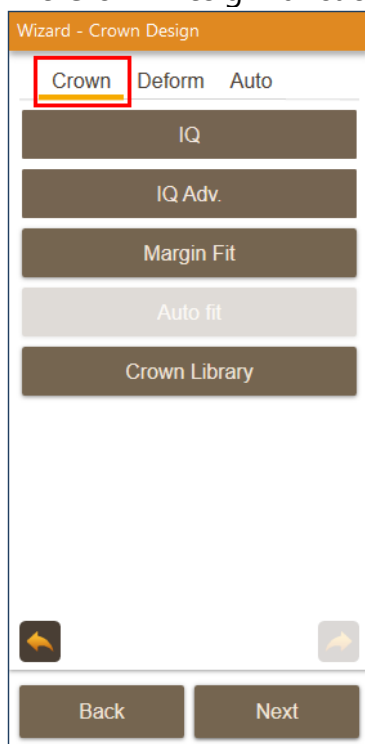 Wizard - Crown Design
Crown Deform Auto
IQ
IQ Adv.
Margin Fit
Auto fit
Crown Library
Back Next